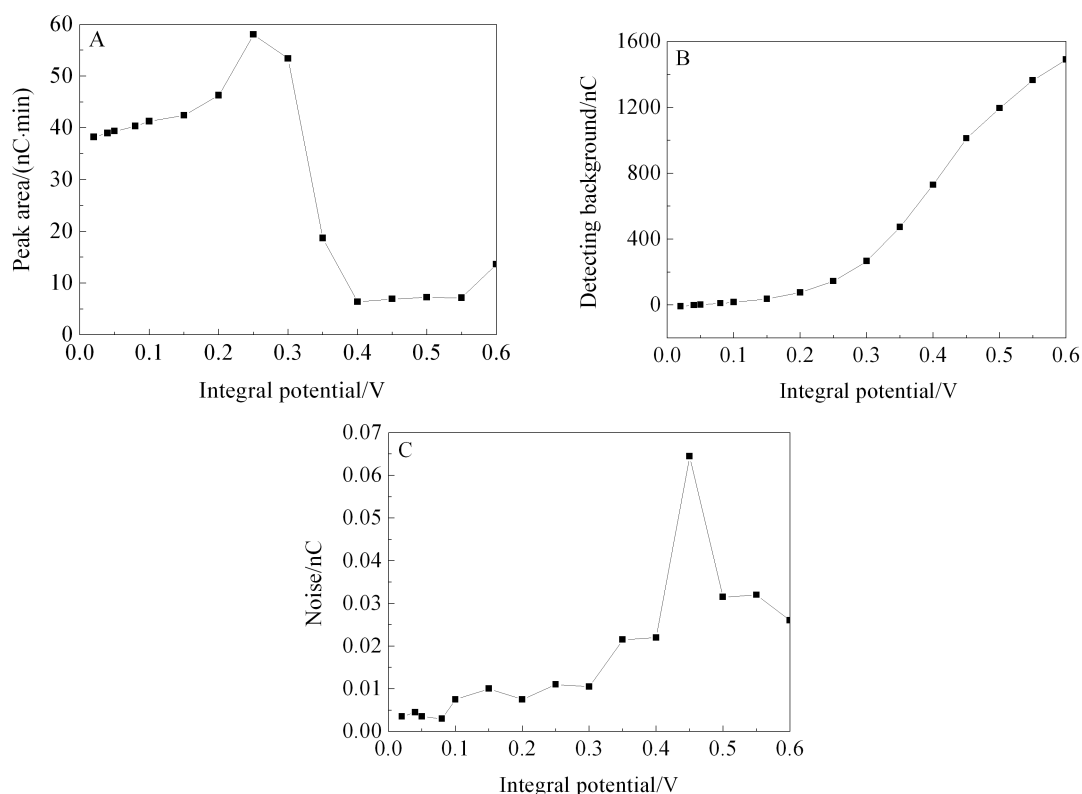 A
Peak area/(nC·min)
60
50
40
30
20
10
0
0.0 0.1 0.2 0.3 0.4 0.5 0.6
Integral potential/V
B
Detecting background/nC
1600
1200
800
400
0
0.0 0.1 0.2 0.3 0.4 0.5 0.6
Integral potential/V
C
Noise/nC
0.07
0.06
0.05
0.04
0.03
0.02
0.01
0.00
0.0 0.1 0.2 0.3 0.4 0.5 0.6
Integral potential/V